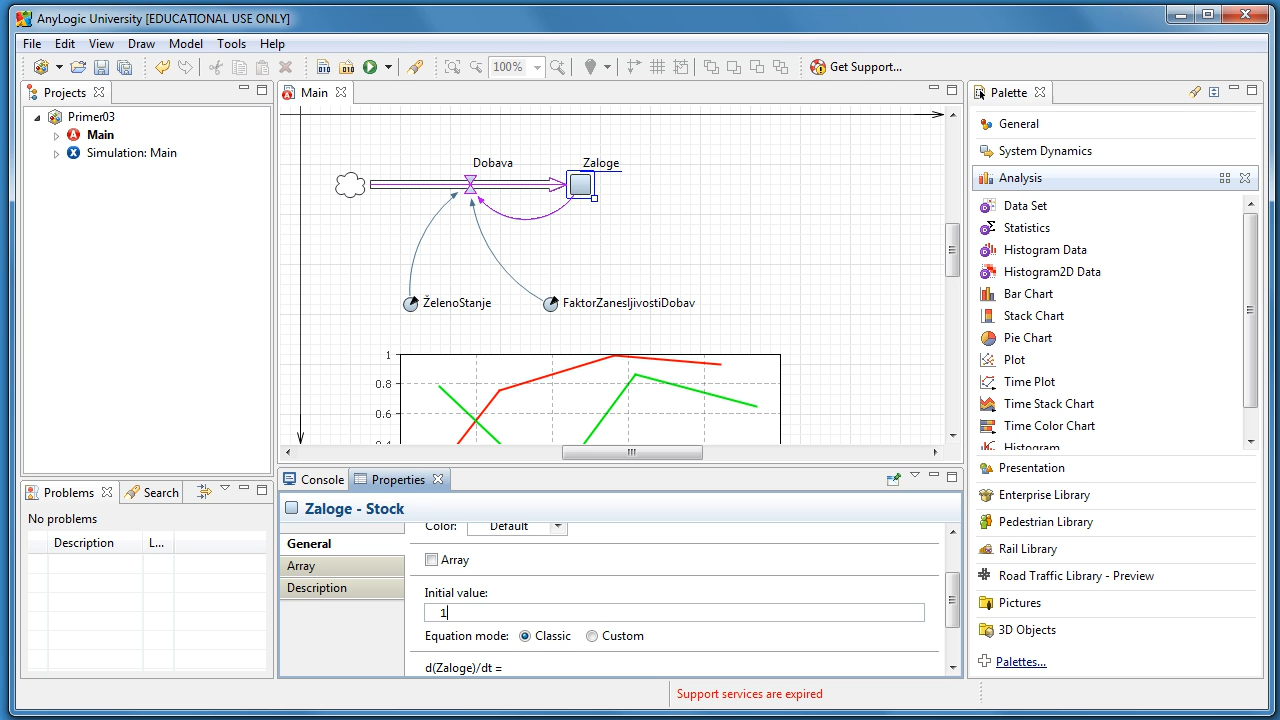 AnyLogic University [EDUCATIONAL USE ONLY]
File Edit View Draw Model Tools Help
100% Get Support...
Projects
Primer03
Main
Simulation: Main
Main
Dobava
Zaloge
ŽelenoStanje
FaktorZanesljivostiDobav
1
0.8
0.6
0.4
Problems Search
No problems
Description L...
Console Properties
Zaloge - Stock
General
Array
Description
Color: Default
Array
Initial value:
1
Equation mode: Classic Custom
d(Zaloge)/dt =
Palette
General
System Dynamics
Analysis
Data Set
Statistics
Histogram Data
Histogram2D Data
Bar Chart
Stack Chart
Pie Chart
Plot
Time Plot
Time Stack Chart
Time Color Chart
Histogram
Presentation
Enterprise Library
Pedestrian Library
Rail Library
Road Traffic Library - Preview
Pictures
3D Objects
Palettes...
Support services are expired